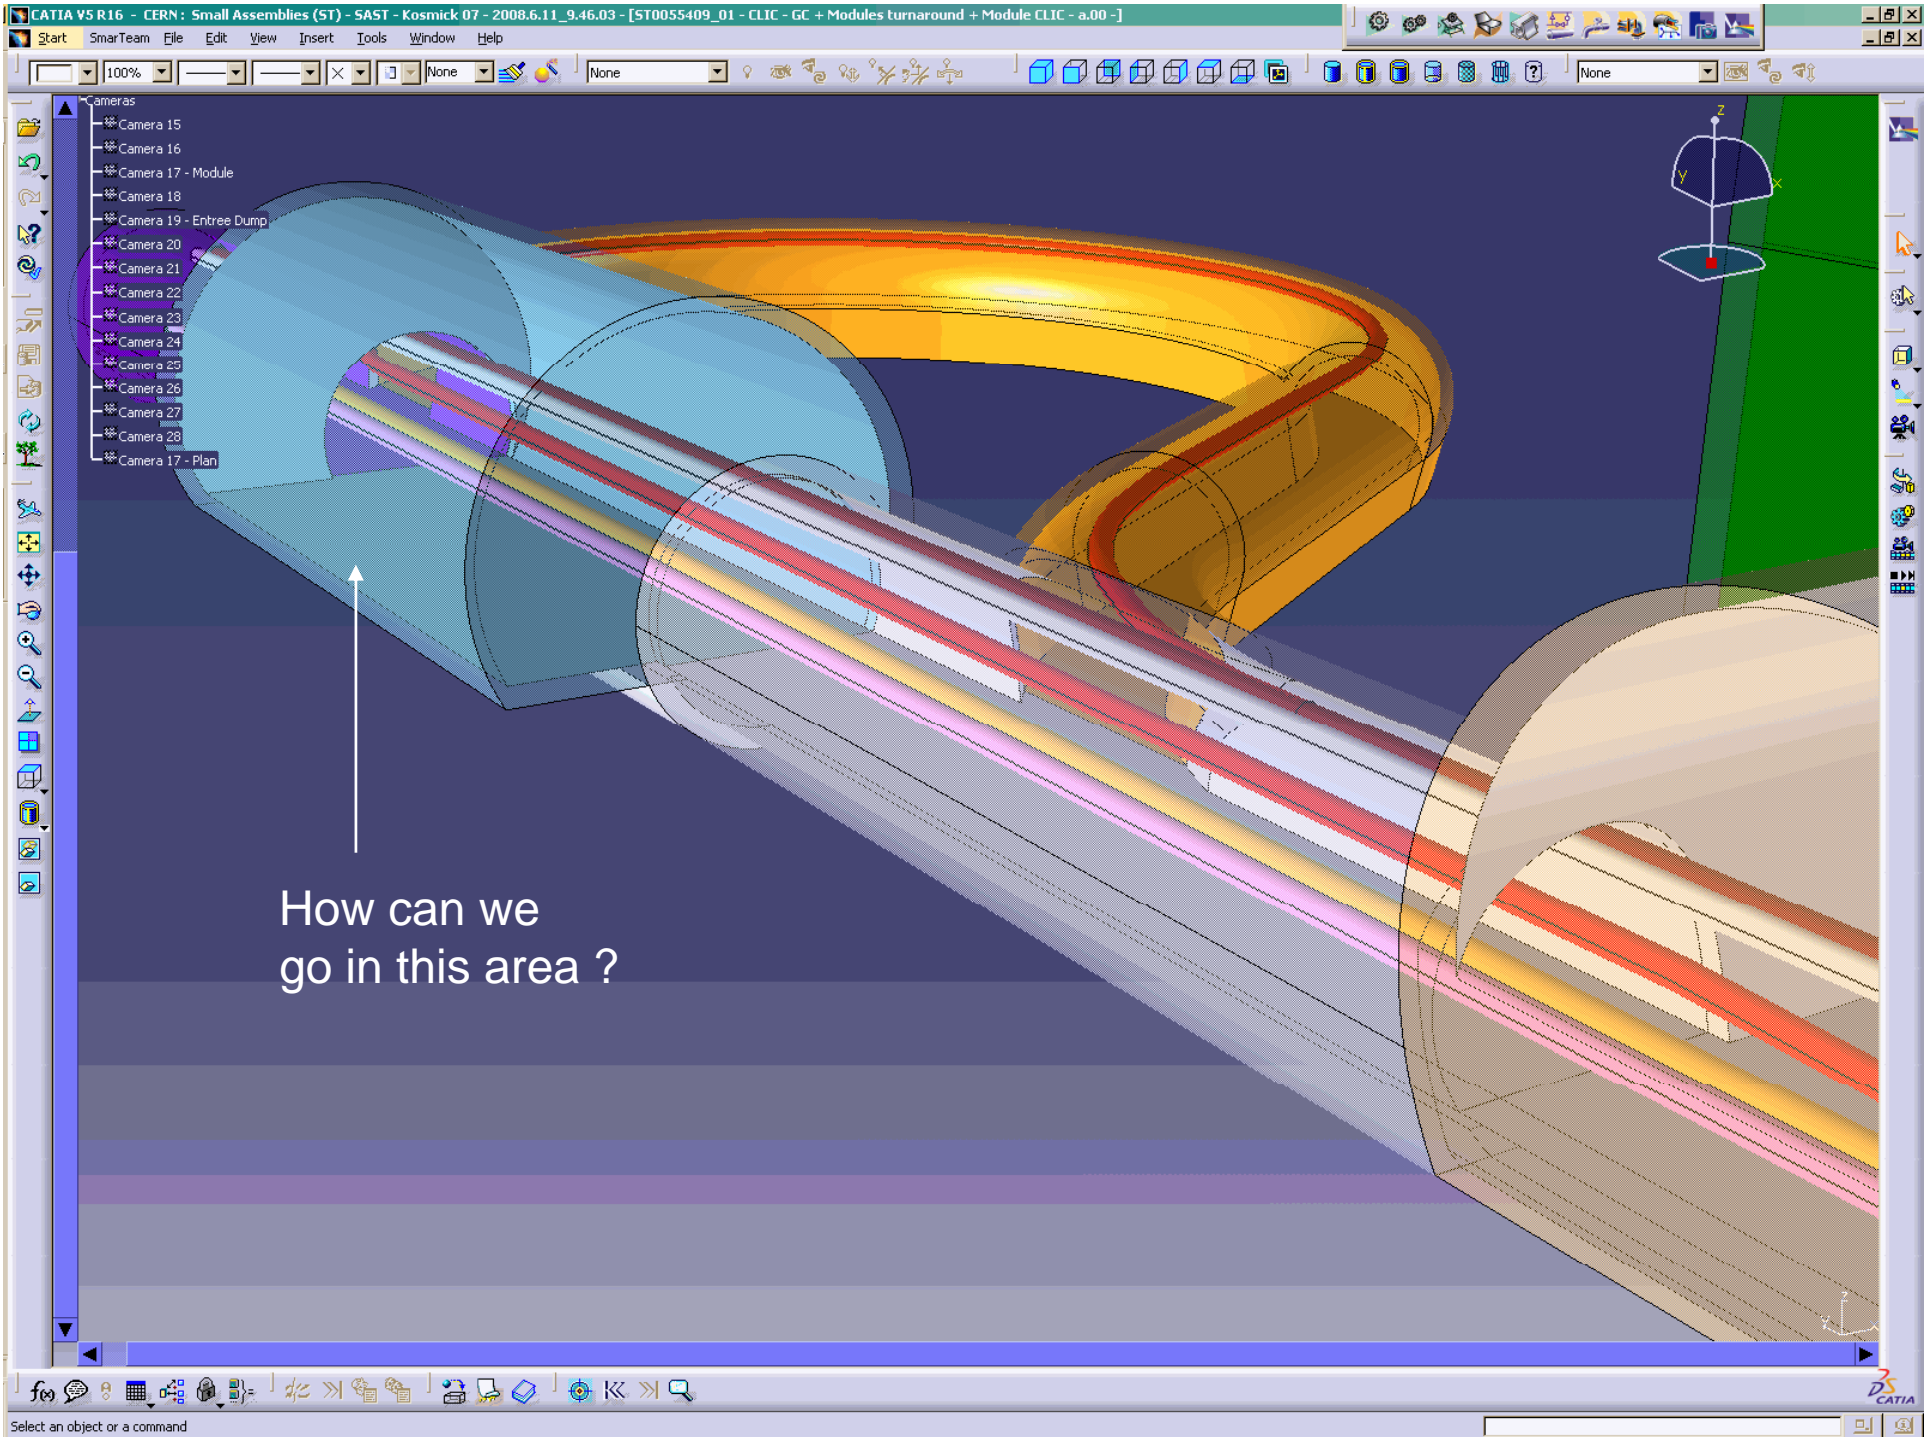 CATIA V5 R16 - CERN : Small Assemblies (ST) - SAST - Kosmick 07 - 2008.6.11_9.46.03 - [ST0055409_01 - CLIC - GC + Modules turnaround + Module CLIC - a.00 -]
Start SmarTeam File Edit View Insert Tools Window Help
100% None None None
Cameras
Camera 15
Camera 16
Camera 17 - Module
Camera 18
Camera 19 - Entree Dump
Camera 20
Camera 21
Camera 22
Camera 23
Camera 24
Camera 25
Camera 26
Camera 27
Camera 28
Camera 17 - Plan
z
y x
How can we
go in this area ?
z
f(x)
CATIA
Select an object or a command